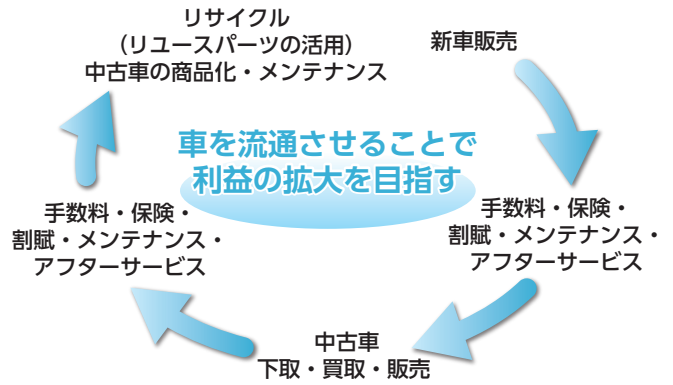 リサイクル
（リユースパーツの活用）
中古車の商品化・メンテナンス
新車販売
車を流通させることで
利益の拡大を目指す
手数料・保険・
割賦・メンテナンス・
アフターサービス
手数料・保険・
割賦・メンテナンス・
アフターサービス
中古車
下取・買取・販売